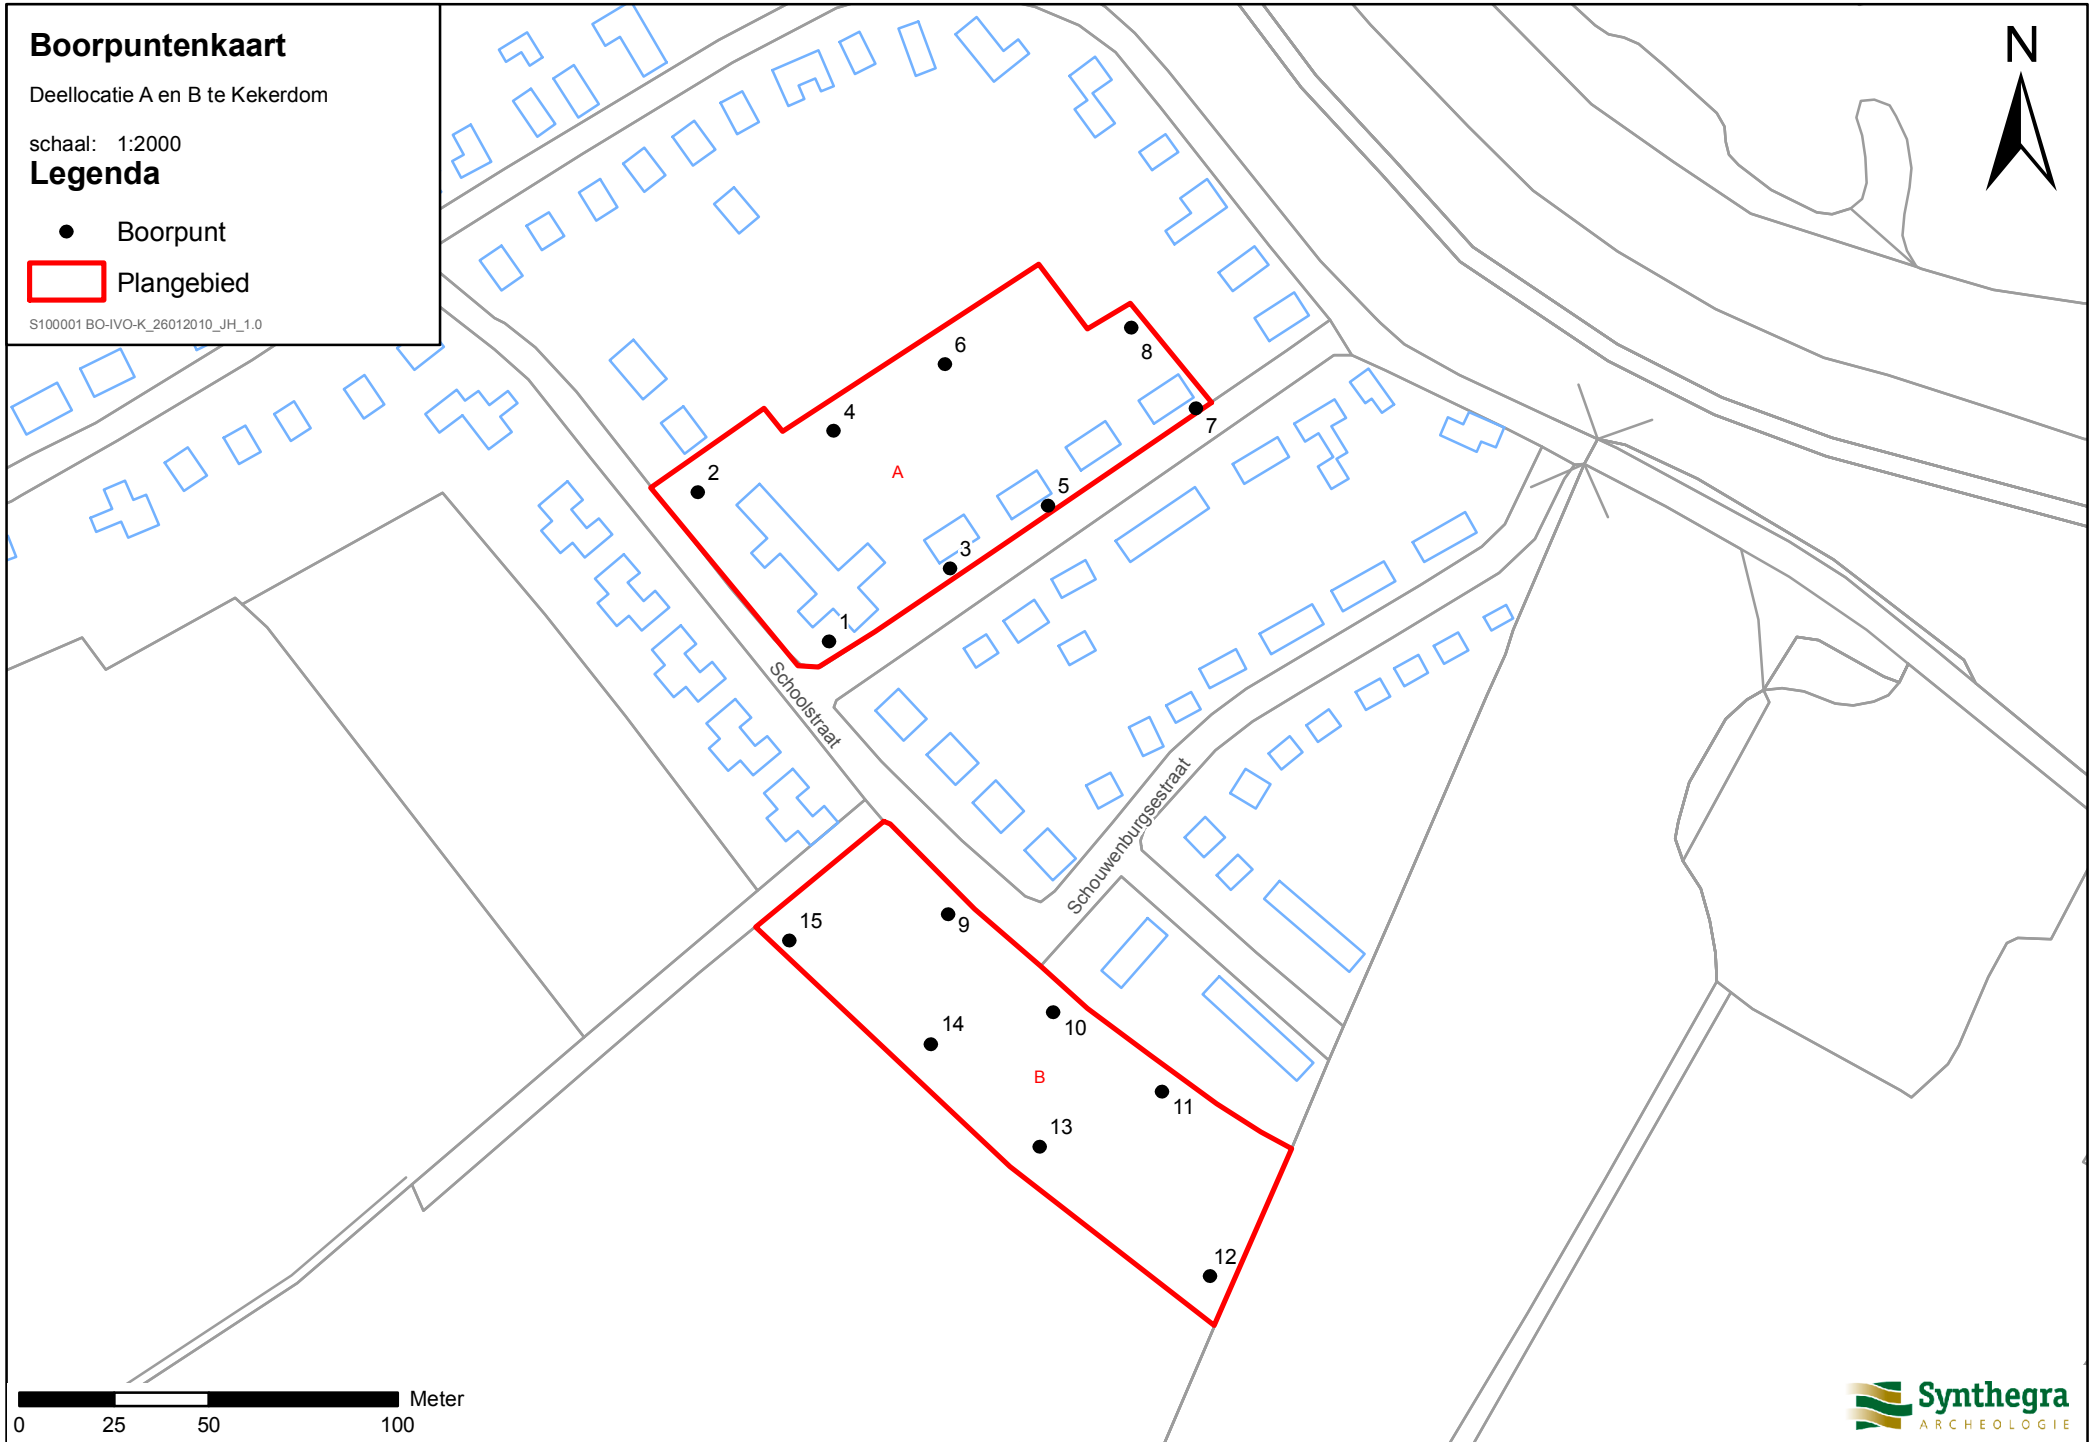 Boorpuntenkaart
Deellocatie A en B te Kekerdom
schaal: 1:2000
Legenda
Boorpunt
Plangebied
S100001 BO-IVO-K_26012010_JH_1.0
N
8
6
7
4
A
2
5
3
1
Schoolstraat
Schouwenburgsestraat
15
9
14
10
B
11
13
12
Meter
0 25 50 100
Synthegra
ARCHEOLOGIE